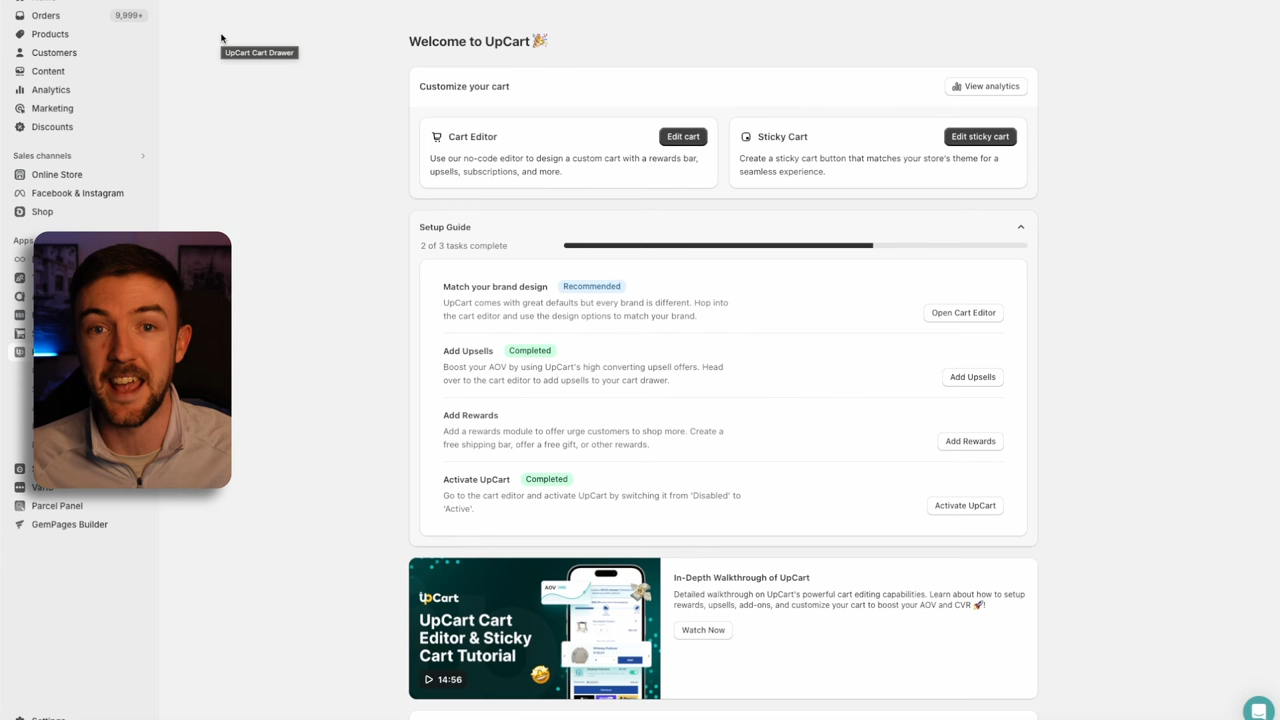 Orders
9,999+
Products
Customers
Content
Analytics
Marketing
Discounts
Sales channels
Online Store
Facebook & Instagram
Shop
Apps
Parcel Panel
GemPages Builder
UpCart Cart Drawer
Welcome to UpCart 🎉
Customize your cart
View analytics
Cart Editor
Edit cart
Use our no-code editor to design a custom cart with a rewards bar,
upsells, subscriptions, and more.
Sticky Cart
Edit sticky cart
Create a sticky cart button that matches your store's theme for a
seamless experience.
Setup Guide
2 of 3 tasks complete
Match your brand design
Recommended
UpCart comes with great defaults but every brand is different. Hop into
the cart editor and use the design options to match your brand.
Open Cart Editor
Add Upsells
Completed
Boost your AOV by using UpCart's high converting upsell offers. Head
over to the cart editor to add upsells to your cart drawer.
Add Upsells
Add Rewards
Add a rewards module to offer urge customers to shop more. Create a
free shipping bar, offer a free gift, or other rewards.
Add Rewards
Activate UpCart
Completed
Go to the cart editor and activate UpCart by switching it from 'Disabled' to
'Active'.
Activate UpCart
UpCart
UpCart Cart
Editor & Sticky
Cart Tutorial
14:56
AOV
In-Depth Walkthrough of UpCart
Detailed walkthrough on UpCart's powerful cart editing capabilities. Learn about how to setup
rewards, upsells, add-ons, and customize your cart to boost your AOV and CVR 🚀!
Watch Now